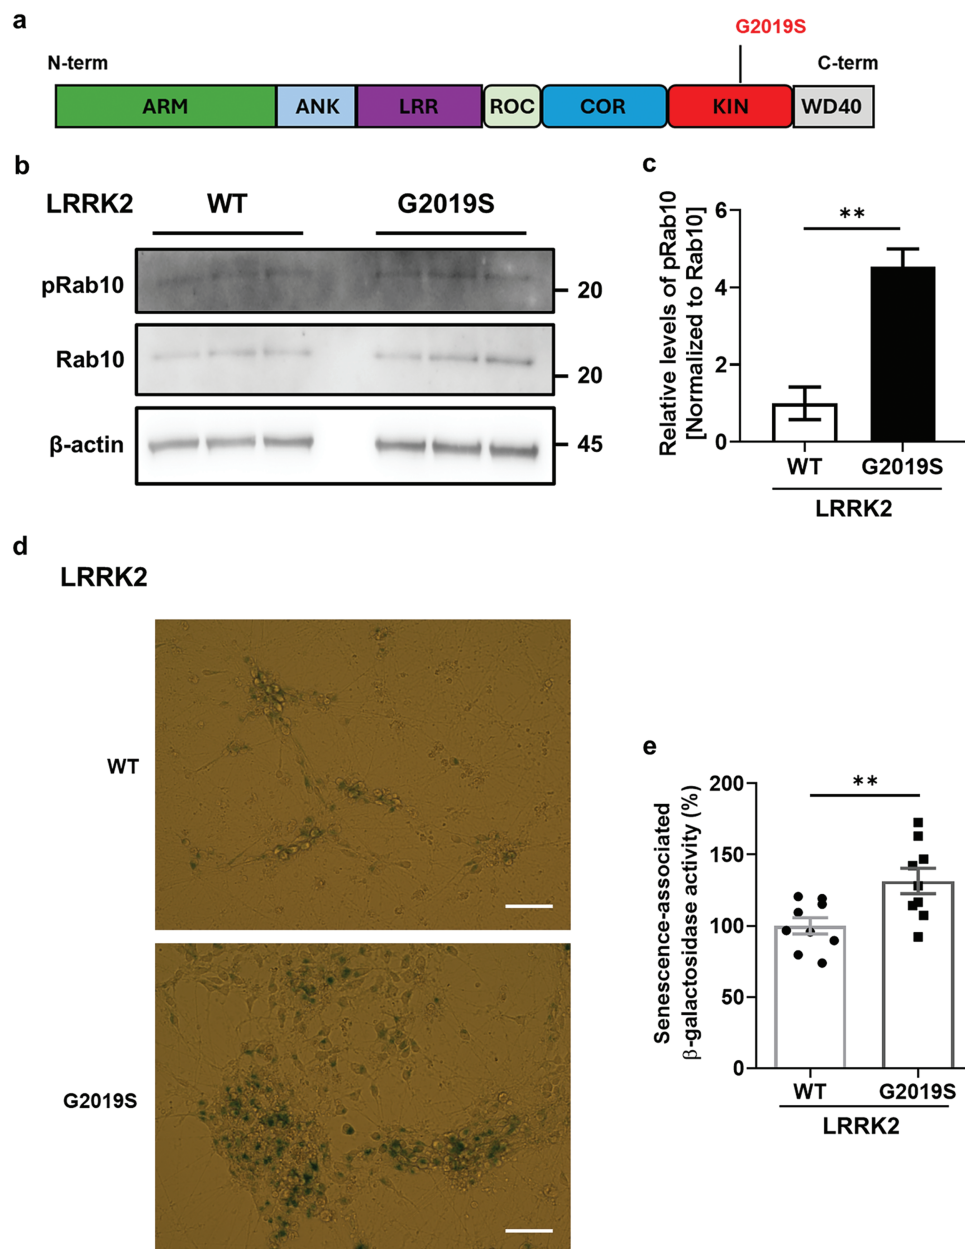 a
G2019S
N-term
C-term
ARM ANK LRR ROC COR KIN WD40
b
LRRK2 WT G2019S
pRab10
20
Rab10
20
β-actin
45
c
Relative levels of pRab10
[Normalized to Rab10]
6
4
2
0
**
WT G2019S
LRRK2
d
LRRK2
WT
G2019S
e
Senescence-associated
β-galactosidase activity (%)
200
150
100
50
0
**
WT G2019S
LRRK2